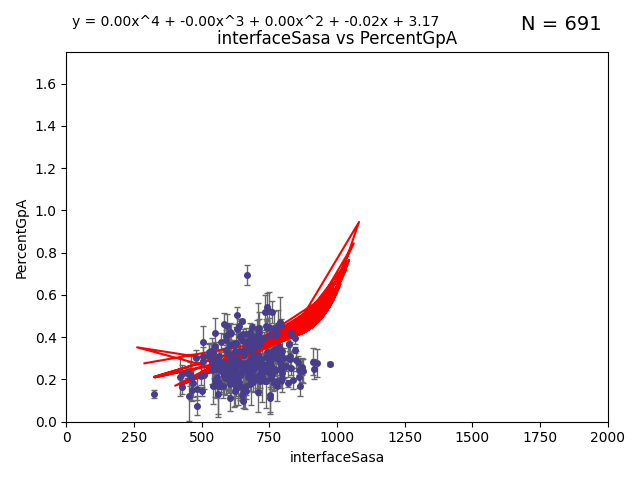 y = 0.00x^4 + -0.00x^3 + 0.00x^2 + -0.02x + 3.17
N = 691
interfaceSasa vs PercentGpA
PercentGpA
1.6
1.4
1.2
1.0
0.8
0.6
0.4
0.2
0.0
0 250 500 750 1000 1250 1500 1750 2000
interfaceSasa